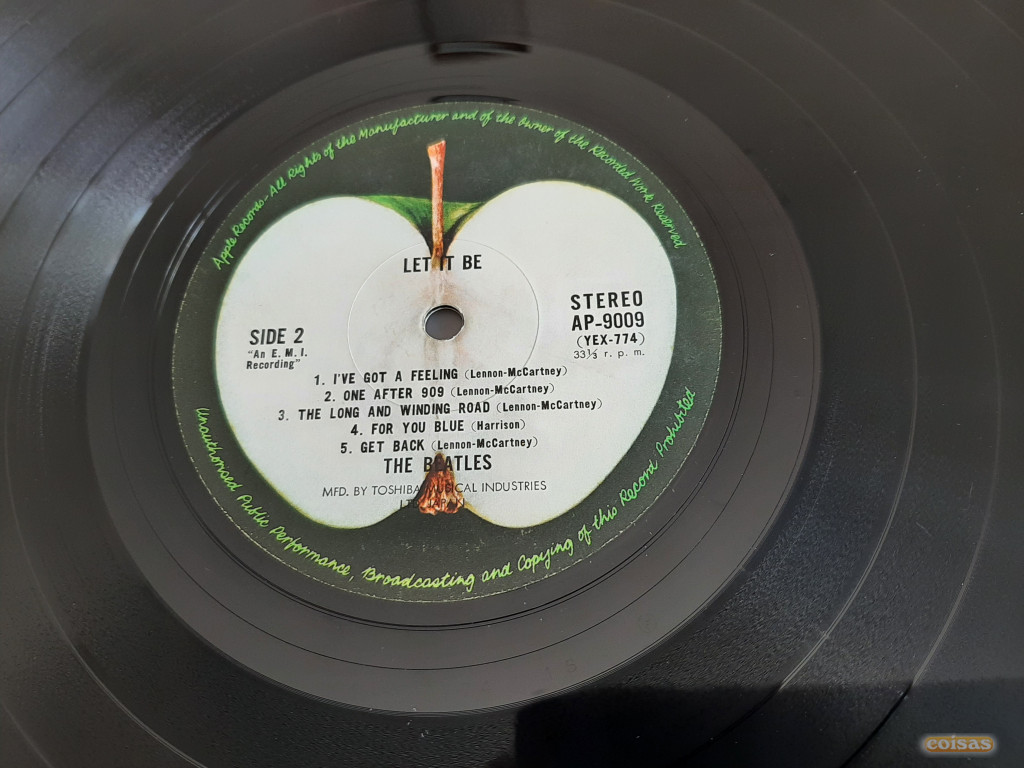 Apple Records-All Rights of the Manufacturer and of the Owner of the Recorded Work Reserved
LET IT BE
STEREO
AP-9009
(YEX-774)
33⅓ r. p. m.
SIDE 2
"An E. M. I.
Recording"
1. I'VE GOT A FEELING (Lennon-McCartney)
2. ONE AFTER 909 (Lennon-McCartney)
3. THE LONG AND WINDING ROAD (Lennon-McCartney)
4. FOR YOU BLUE (Harrison)
5. GET BACK (Lennon-McCartney)
THE BEATLES
MFD. BY TOSHIBA MUSICAL INDUSTRIES
LTD. JAPAN
Unauthorised Public Performance, Broadcasting and Copying of this Record Prohibited
coisas